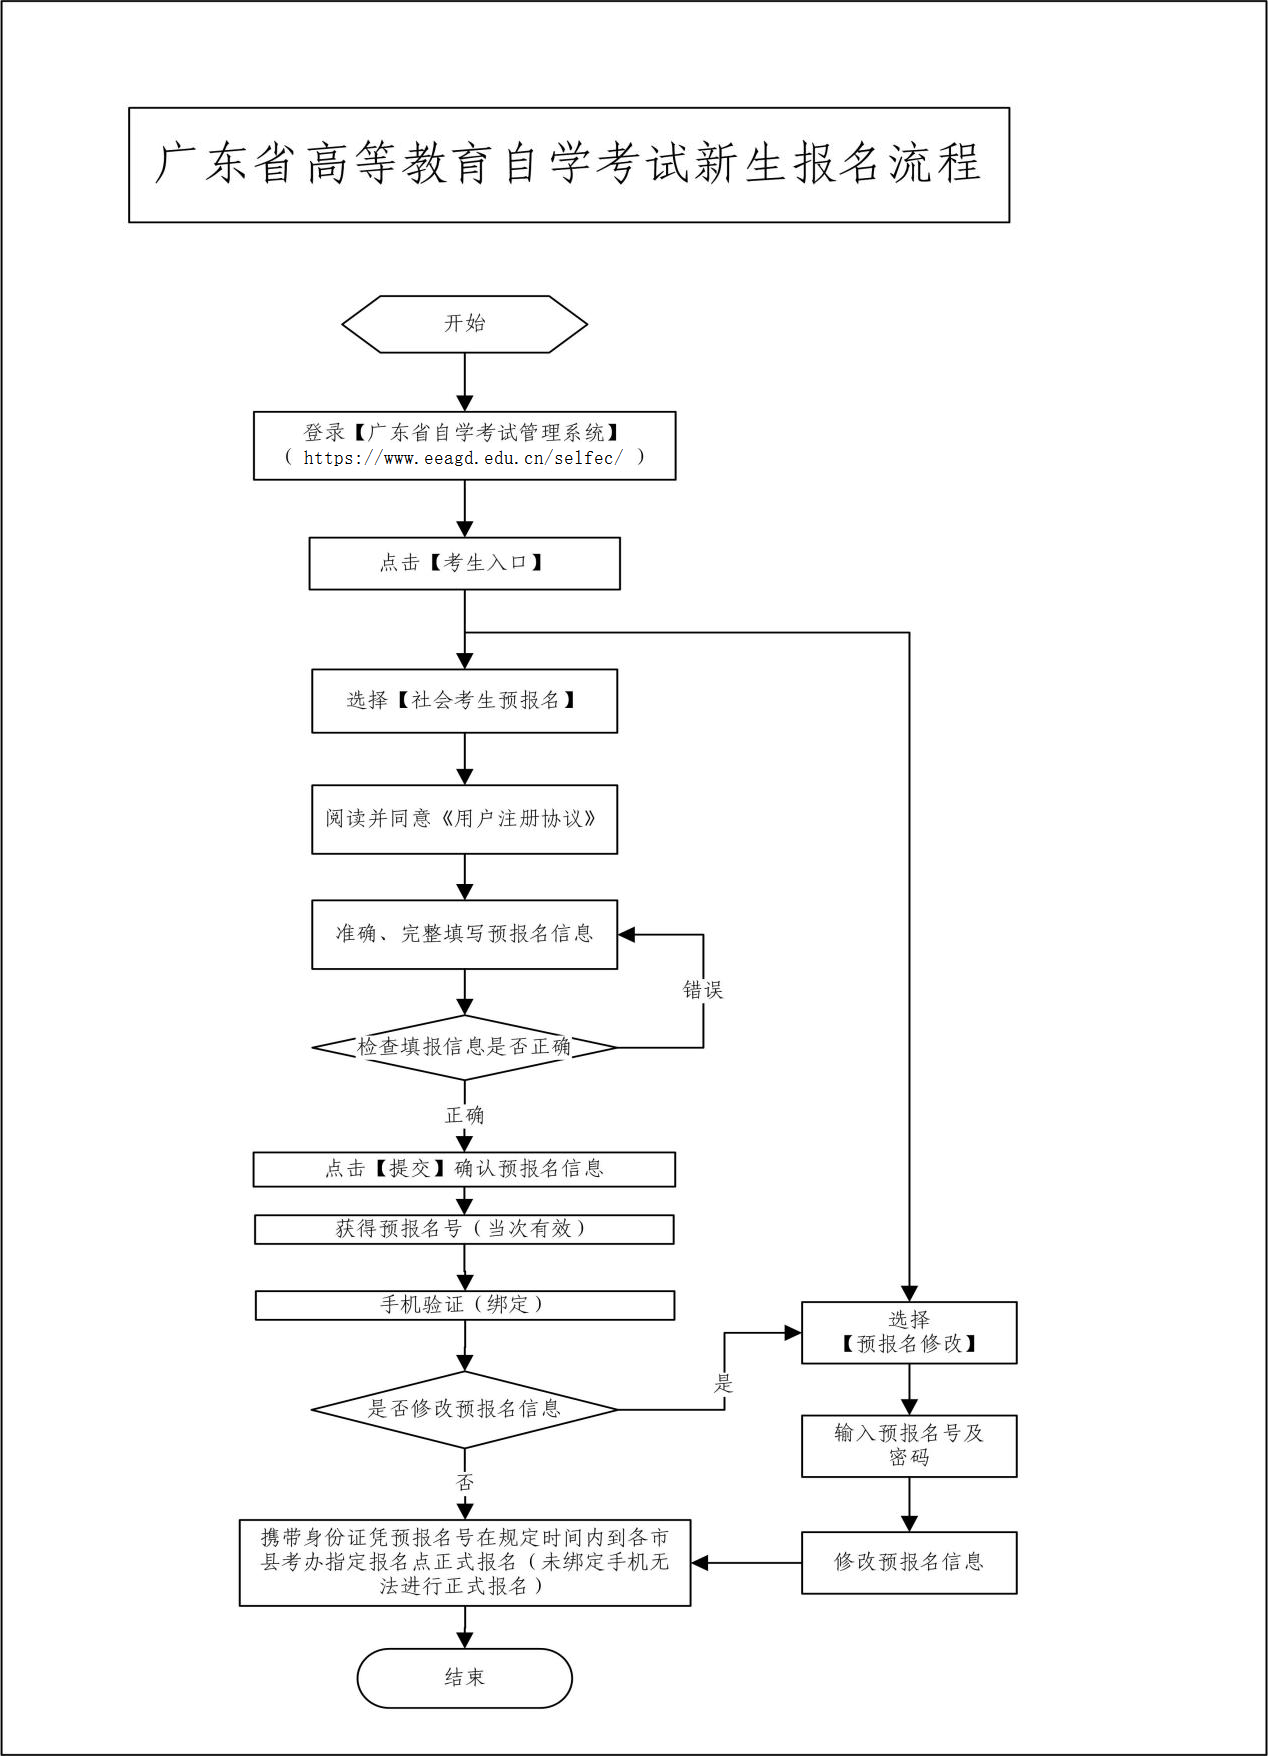 广东省高等教育自学考试新生报名流程
开始
登录【广东省自学考试管理系统】
（ https://www.eeagd.edu.cn/selfec/ ）
点击【考生入口】
选择【社会考生预报名】
阅读并同意《用户注册协议》
准确、完整填写预报名信息
错误
检查填报信息是否正确
正确
点击【提交】确认预报名信息
获得预报名号（当次有效）
手机验证（绑定）
选择
【预报名修改】
是
是否修改预报名信息
输入预报名号及
密码
否
携带身份证凭预报名号在规定时间内到各市
县考办指定报名点正式报名（未绑定手机无
法进行正式报名）
修改预报名信息
结束